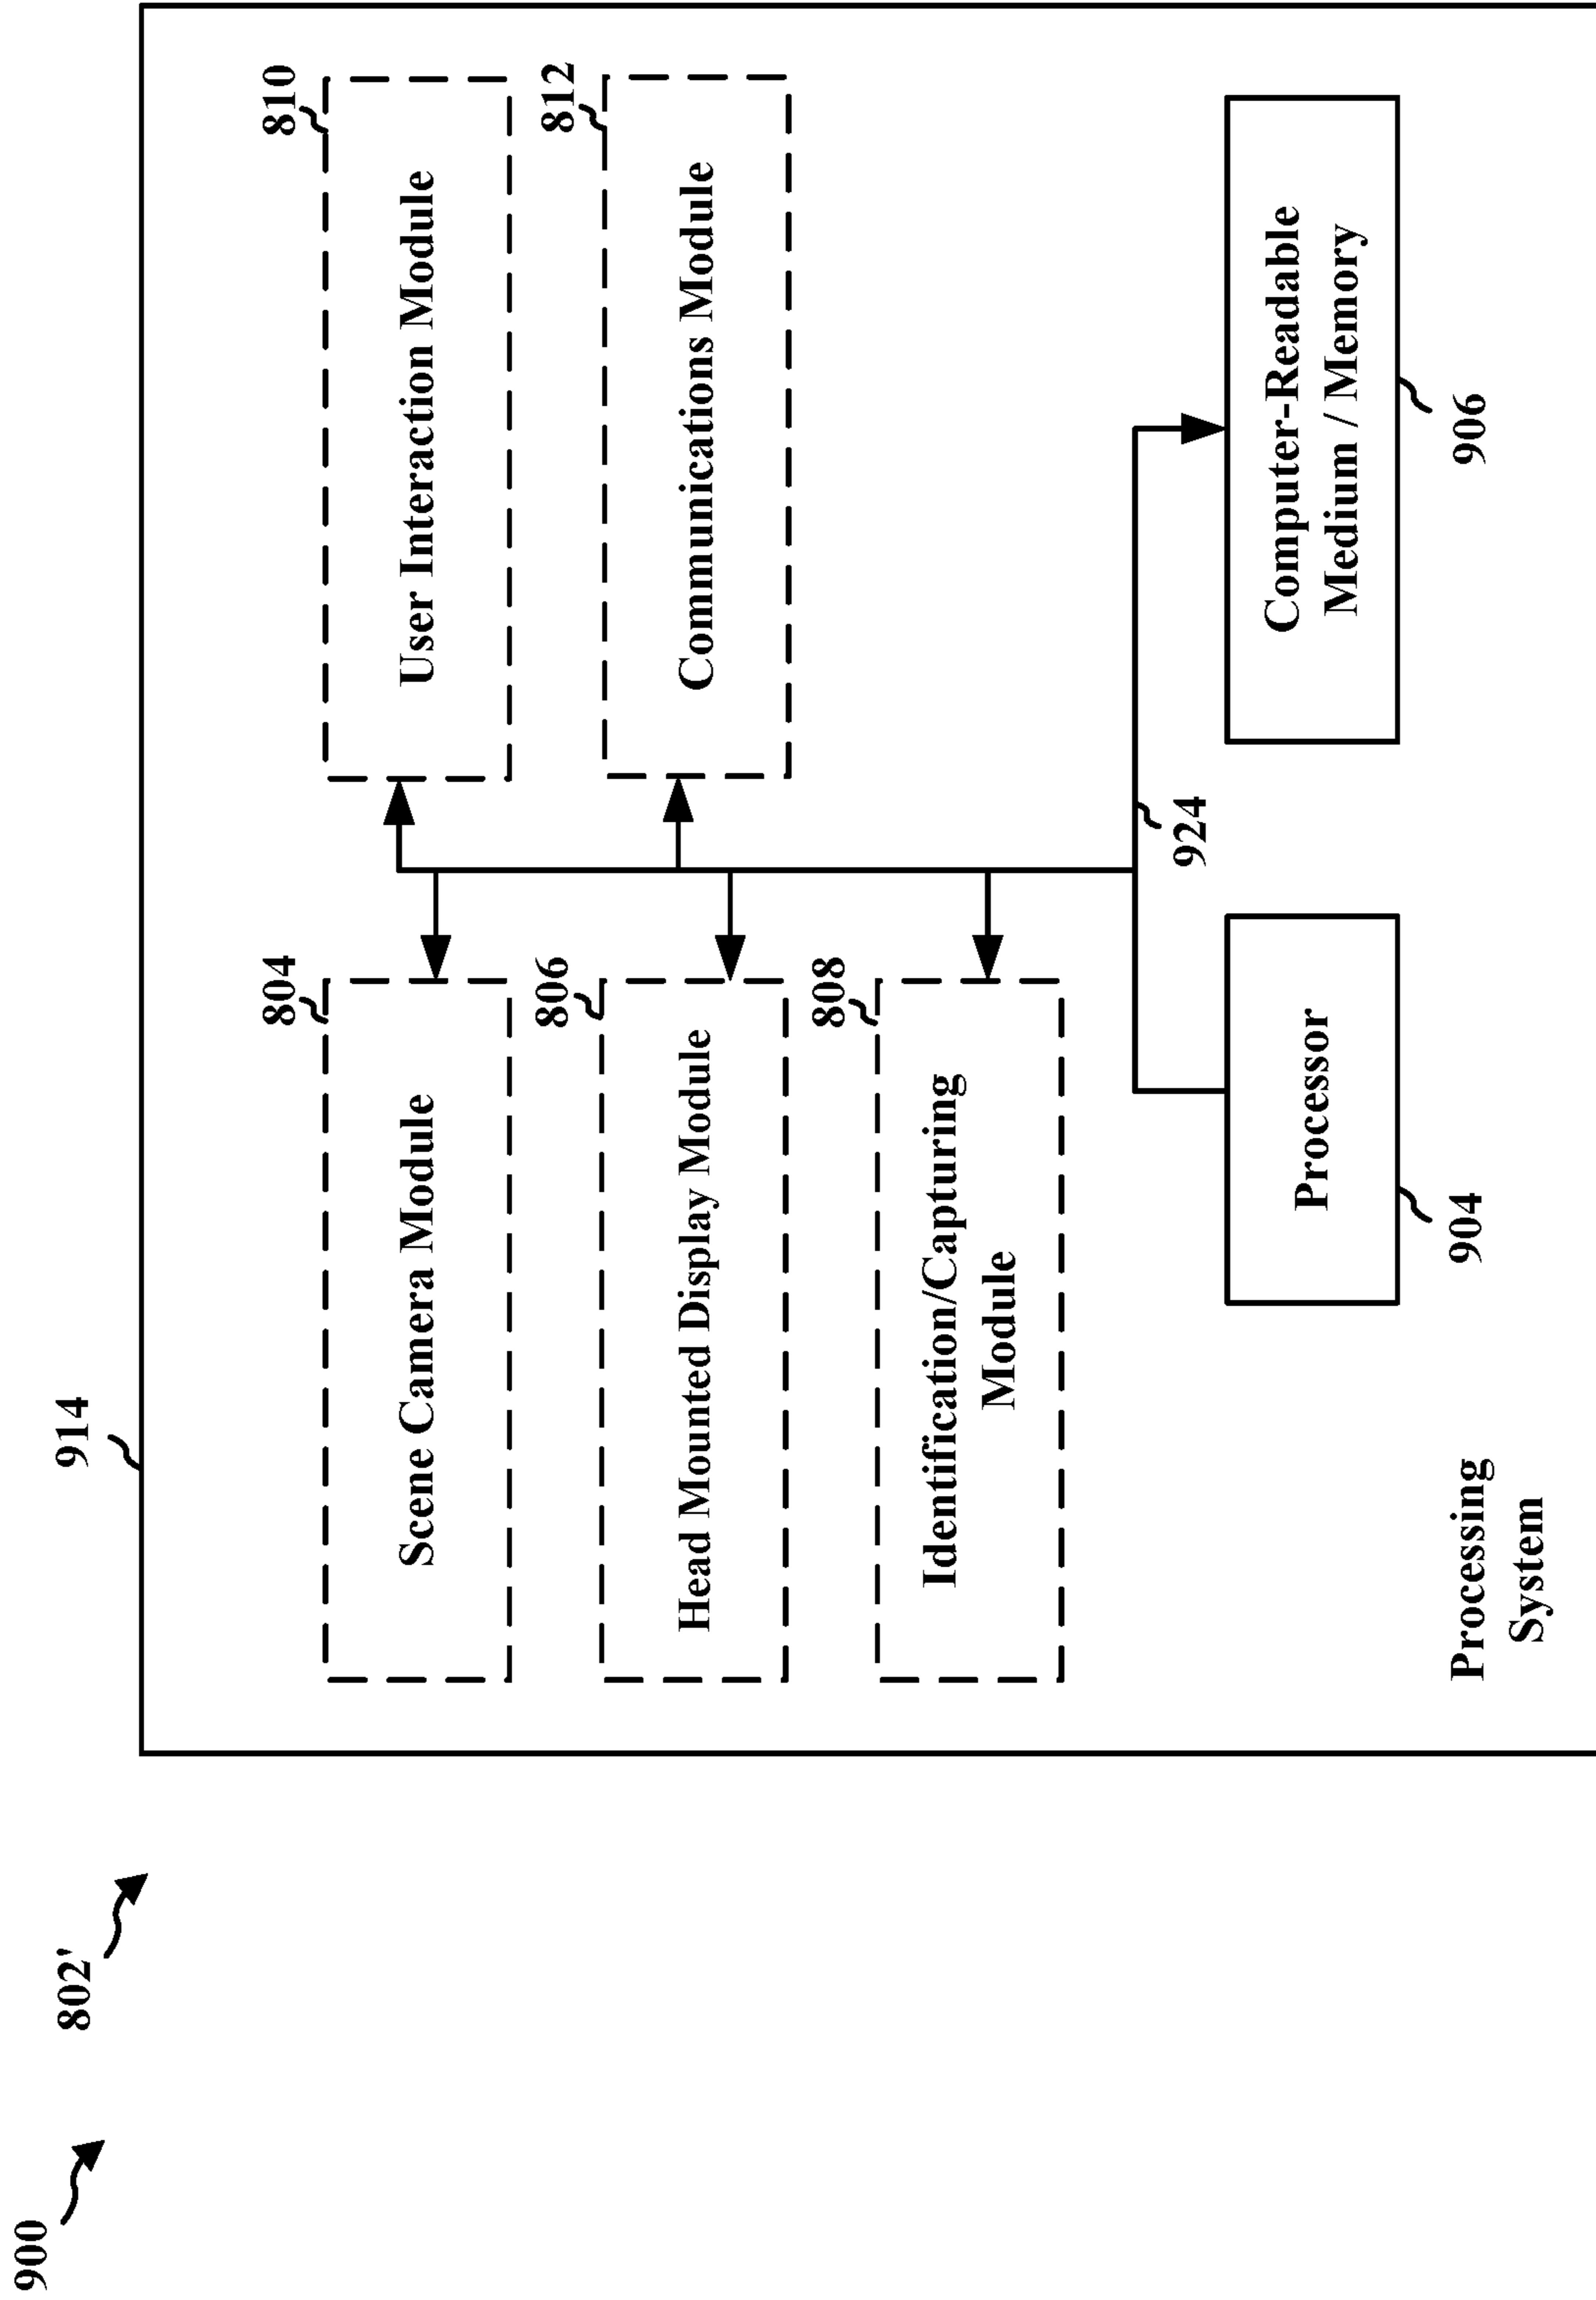 900
802'
914
804
Scene Camera Module
810
User Interaction Module
806
Head Mounted Display Module
812
Communications Module
808
Identification/Capturing
Module
924
Processor
904
Computer-Readable
Medium / Memory
906
Processing
System